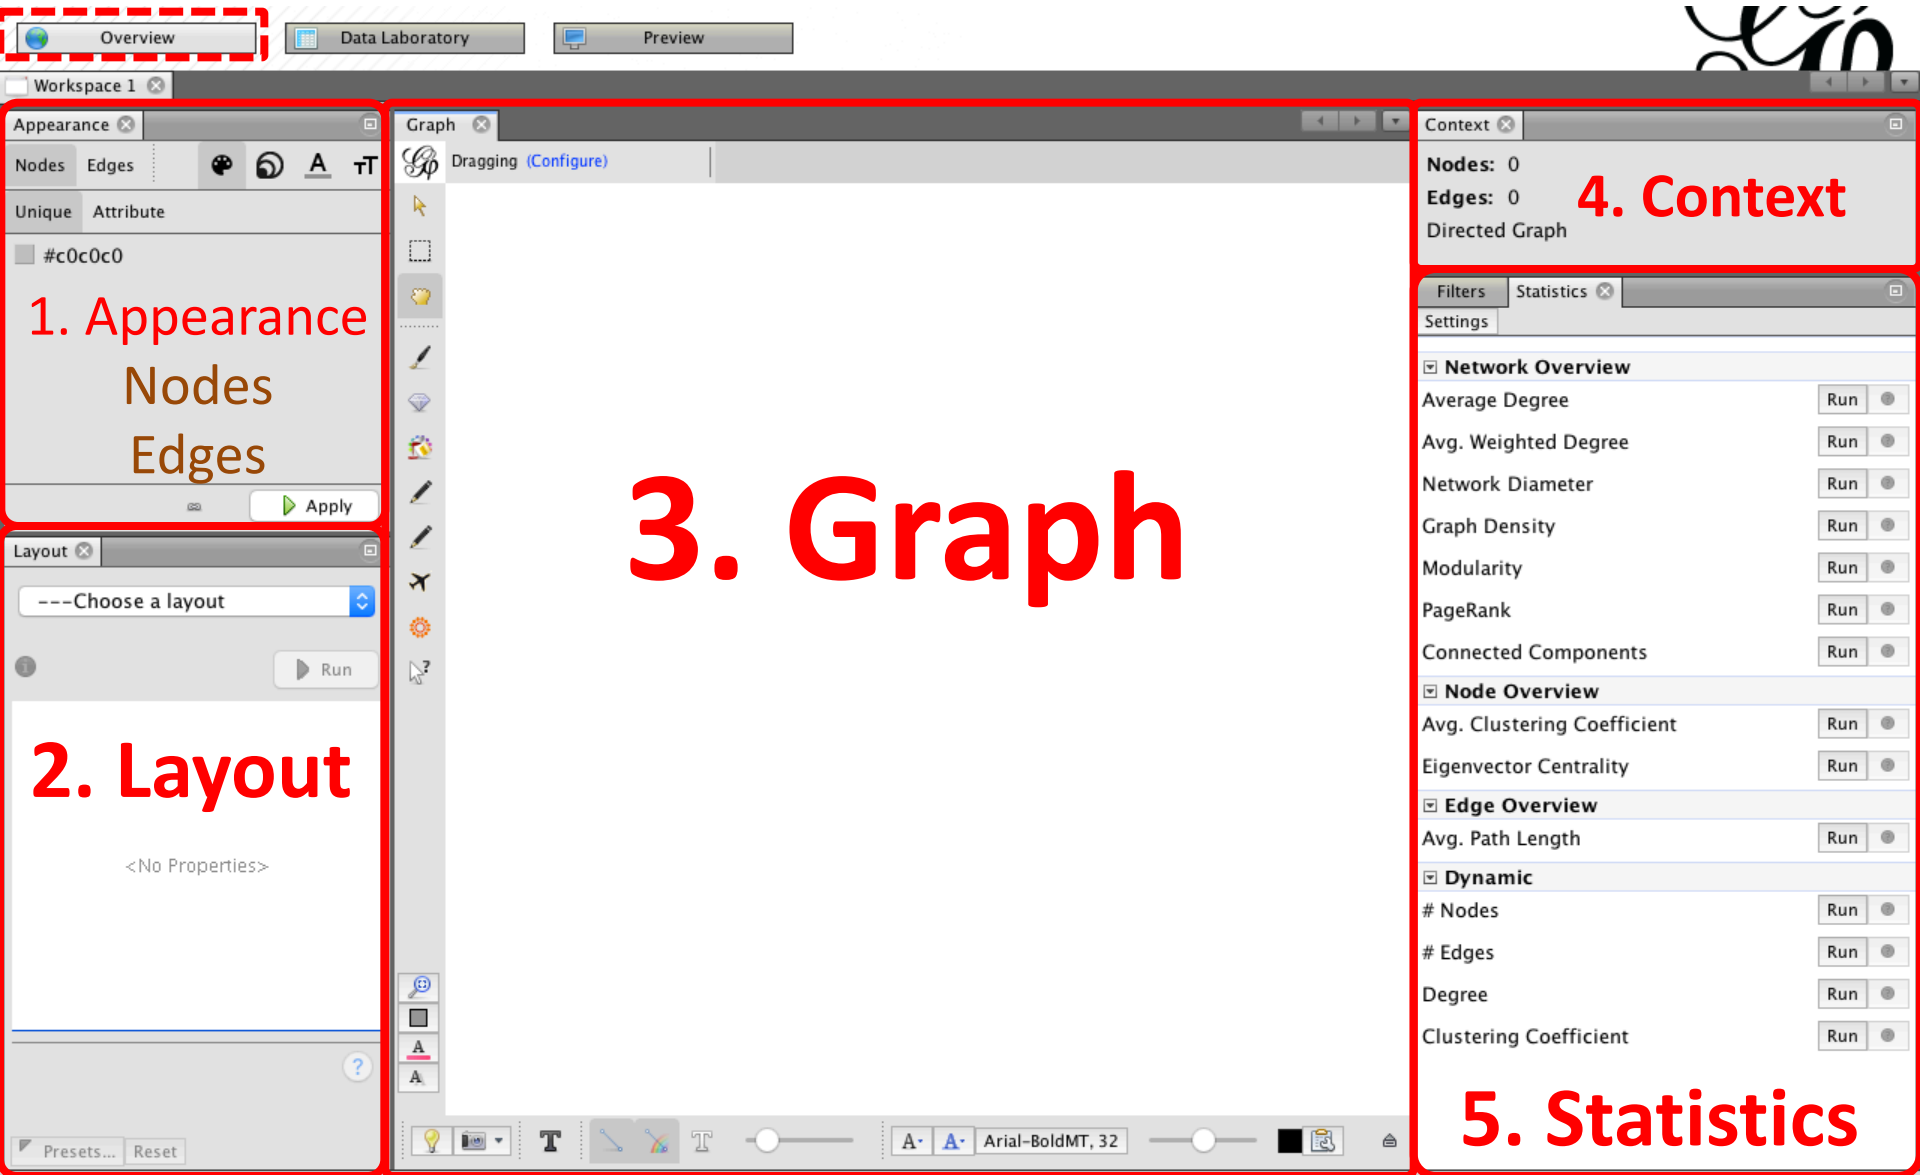 Overview
Data Laboratory
Preview
Workspace 1
Appearance
Nodes Edges A TT
Unique Attribute
#c0c0c0
1. Appearance
Nodes
Edges
Apply
Layout
---Choose a layout
Run
2. Layout
<No Properties>
?
Presets... Reset
Graph
Dragging (Configure)
3. Graph
?
A
A
T T A A Arial-BoldMT, 32
Context
Nodes: 0
Edges: 0
Directed Graph
4. Context
Filters Statistics
Settings
Network Overview
Average Degree Run
Avg. Weighted Degree Run
Network Diameter Run
Graph Density Run
Modularity Run
PageRank Run
Connected Components Run
Node Overview
Avg. Clustering Coefficient Run
Eigenvector Centrality Run
Edge Overview
Avg. Path Length Run
Dynamic
# Nodes Run
# Edges Run
Degree Run
Clustering Coefficient Run
5. Statistics